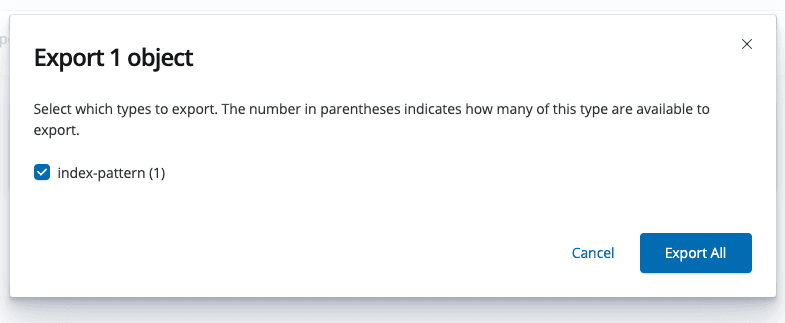 Export 1 object
Select which types to export. The number in parentheses indicates how many of this type are available to
export.
index-pattern (1)
Cancel
Export All